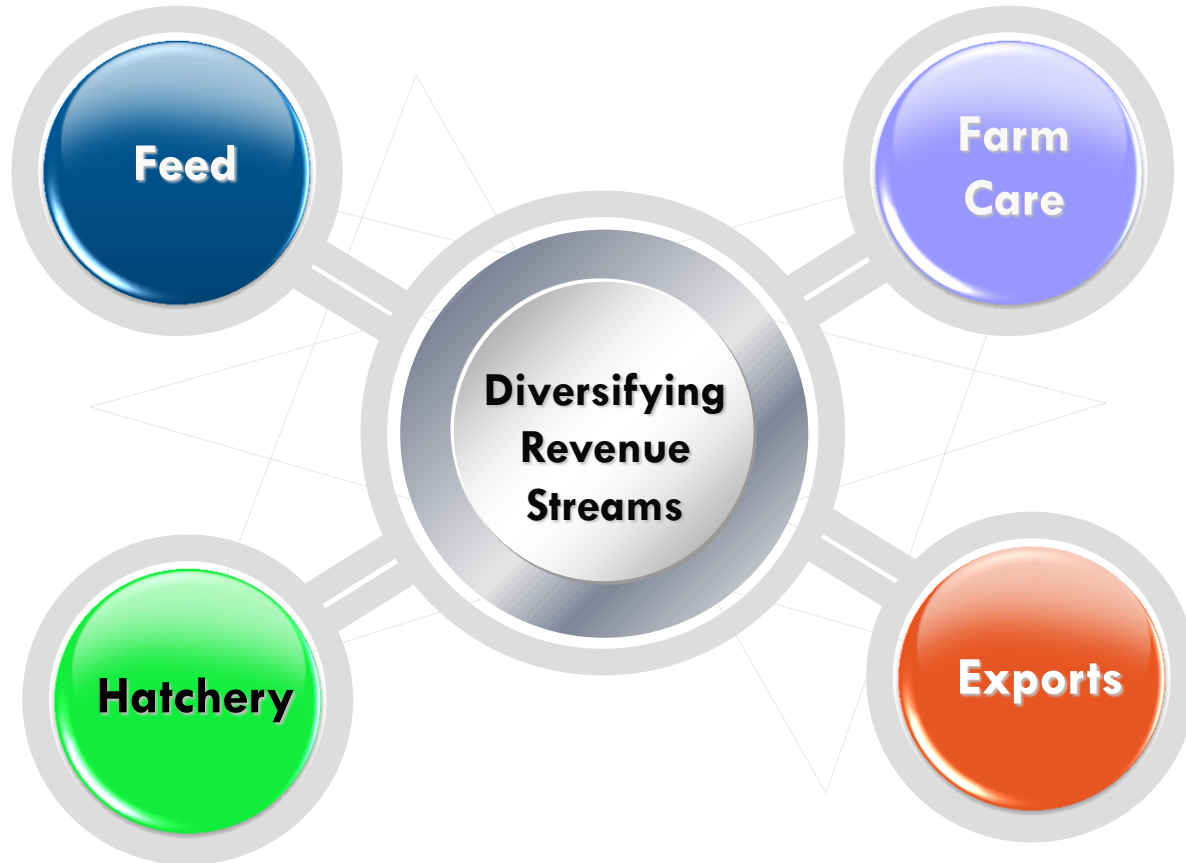 Feed
Farm
Care
Diversifying
Revenue
Streams
Hatchery
Exports